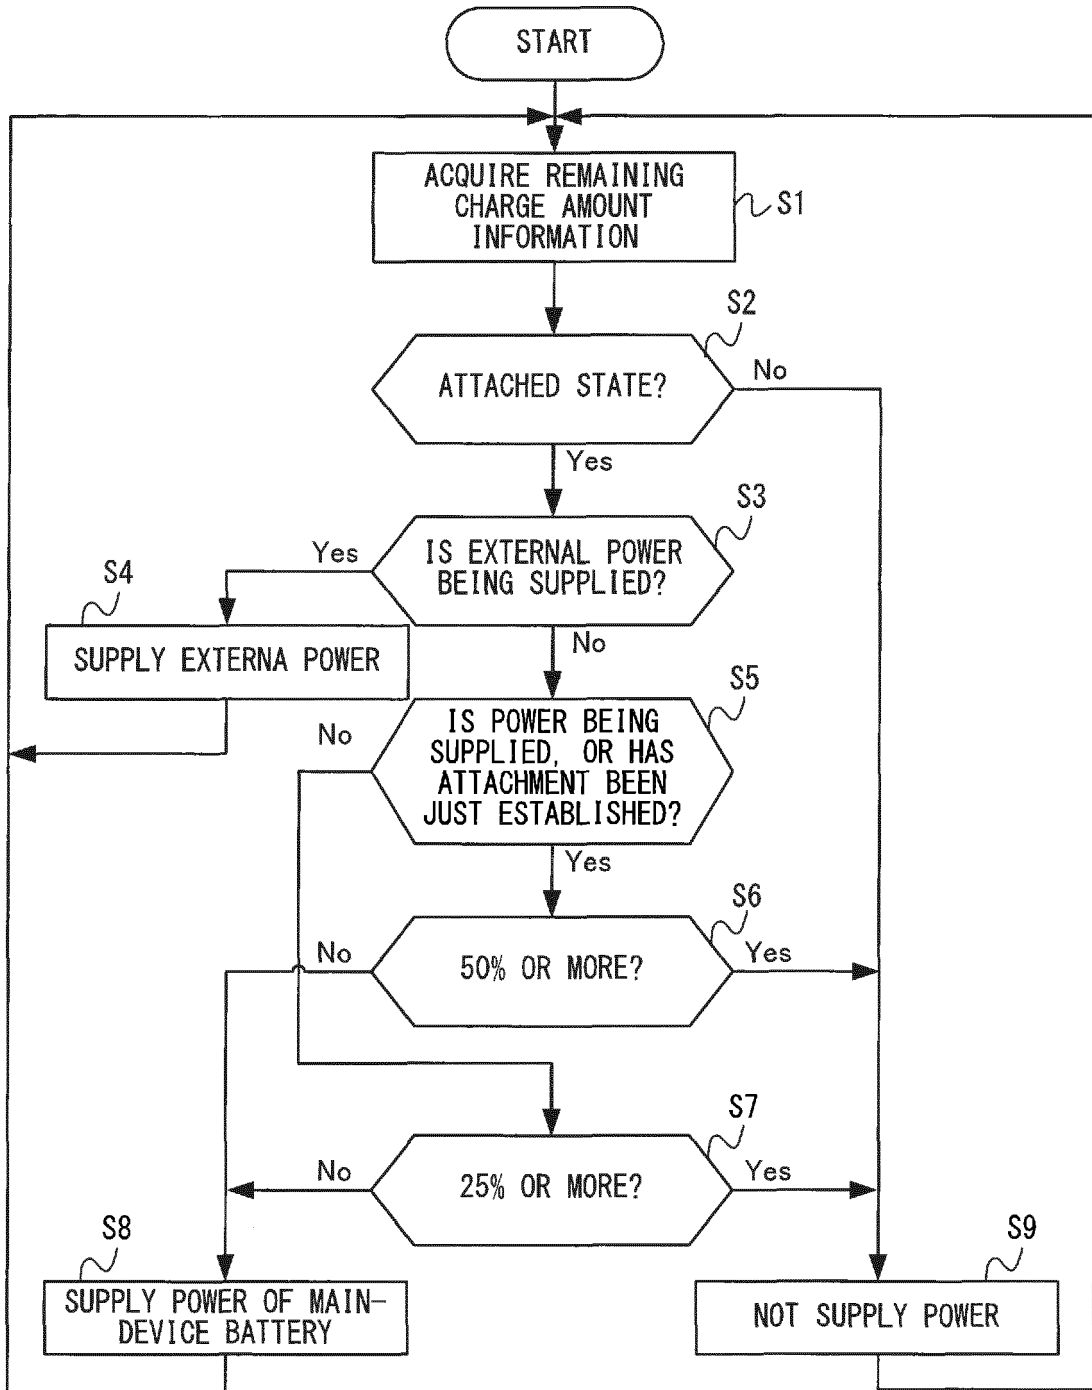 START
ACQUIRE REMAINING
CHARGE AMOUNT
INFORMATION
S1
S2
ATTACHED STATE?
No
Yes
S3
IS EXTERNAL POWER
BEING SUPPLIED?
Yes
S4
SUPPLY EXTERNA POWER
No
S5
IS POWER BEING
SUPPLIED, OR HAS
ATTACHMENT BEEN
JUST ESTABLISHED?
No
Yes
S6
50% OR MORE?
No
Yes
S7
25% OR MORE?
No
Yes
S8
SUPPLY POWER OF MAIN-
DEVICE BATTERY
S9
NOT SUPPLY POWER